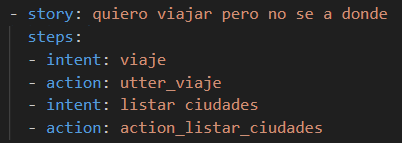 - story: quiero viajar pero no se a donde
steps:
- intent: viaje
- action: utter_viaje
- intent: listar ciudades
- action: action_listar_ciudades